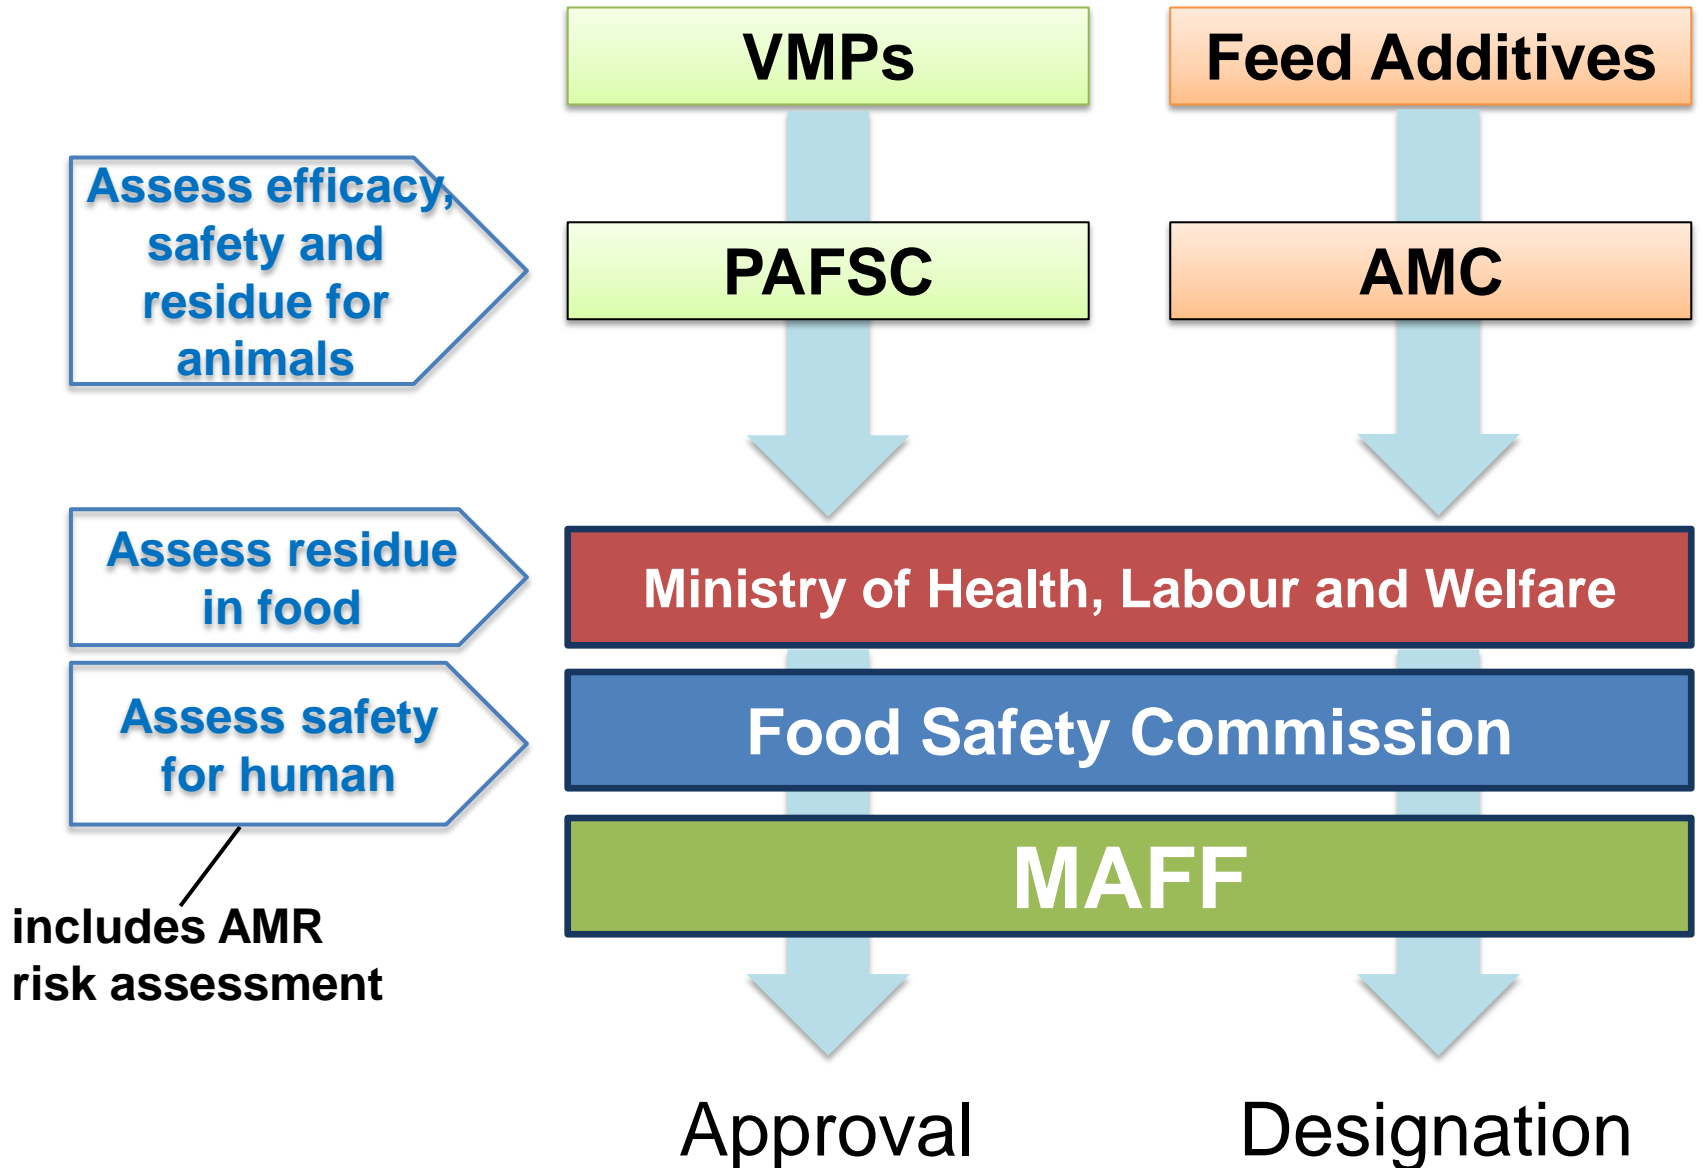 VMPs
Feed Additives
Assess efficacy,
safety and
residue for
animals
PAFSC
AMC
Assess residue
in food
Ministry of Health, Labour and Welfare
Assess safety
for human
Food Safety Commission
MAFF
includes AMR
risk assessment
Approval
Designation